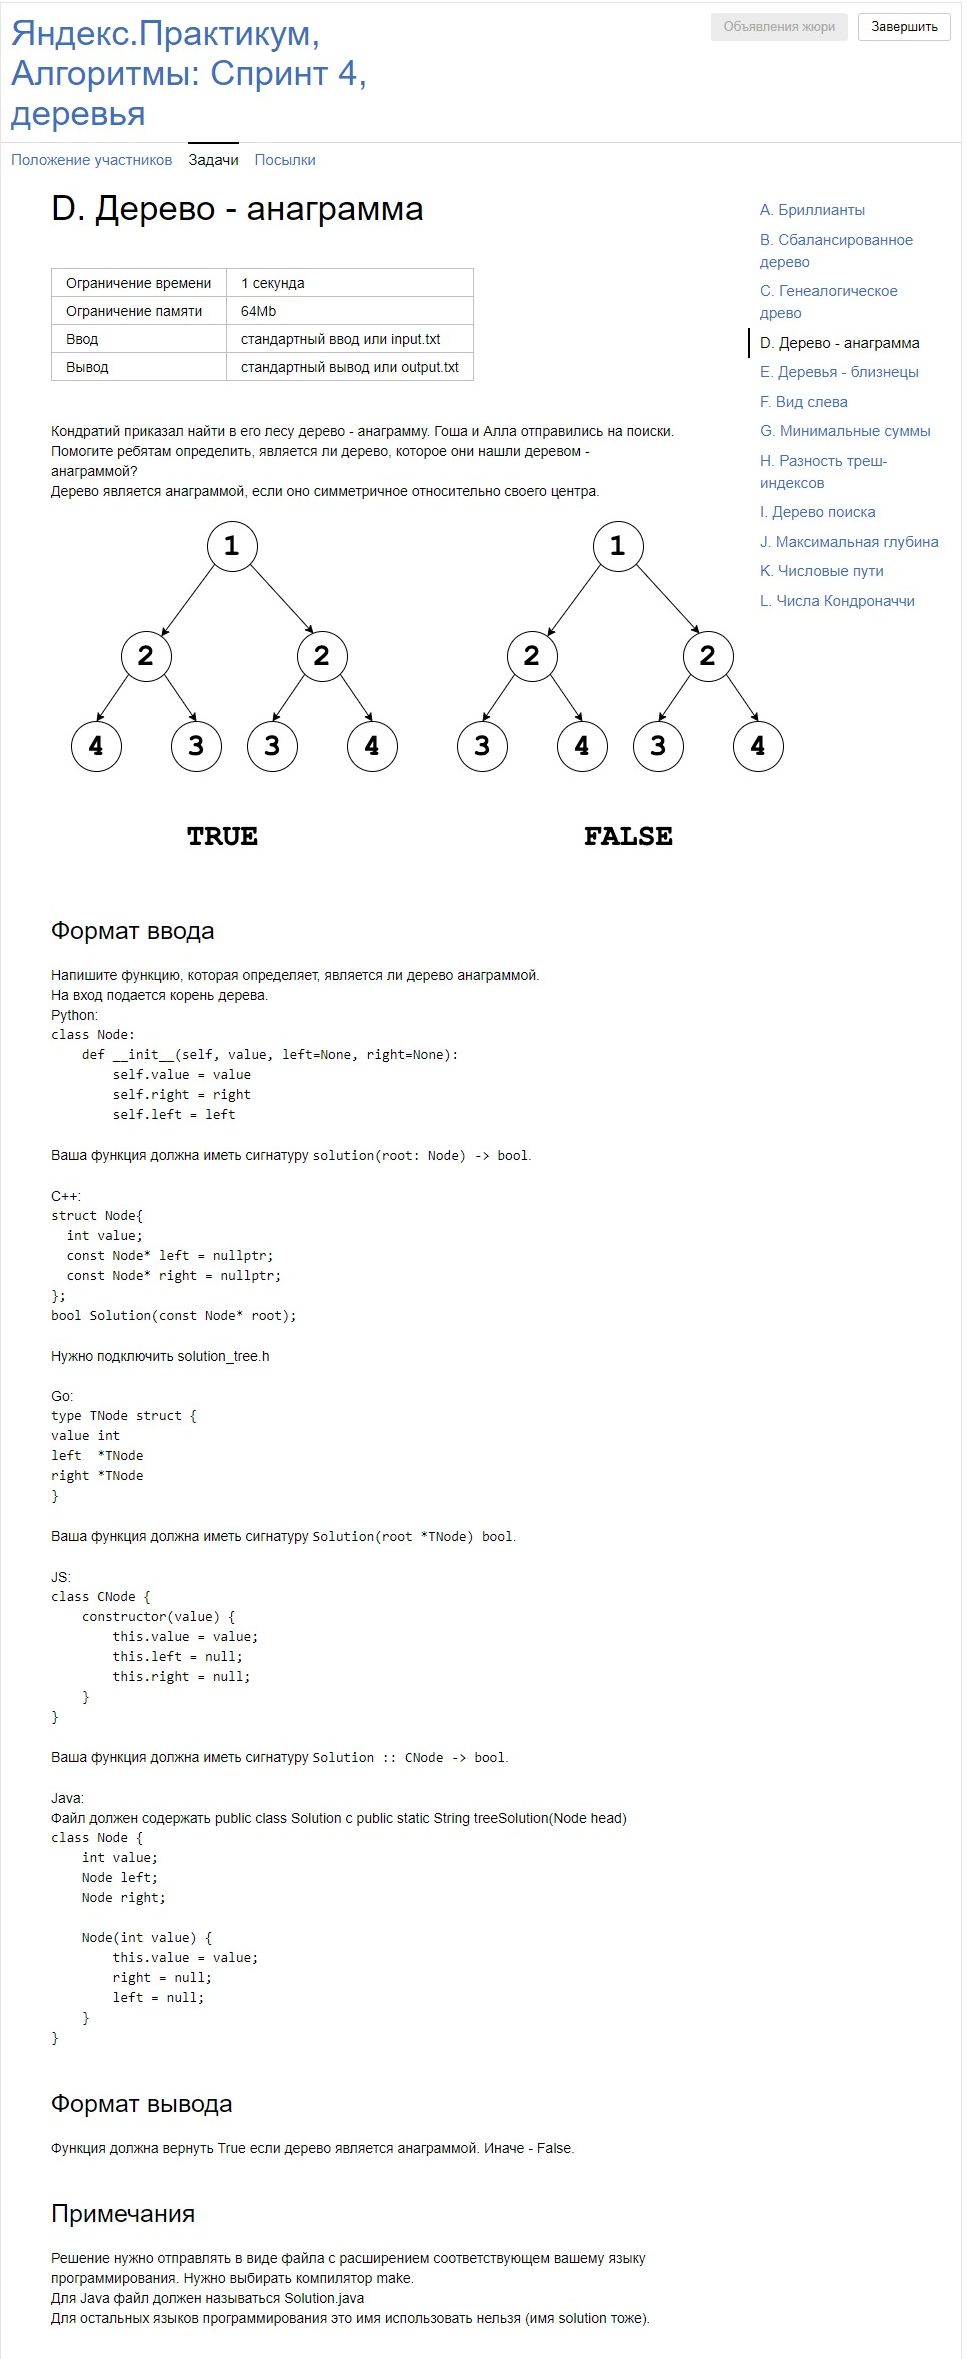 Яндекс.Практикум,
Алгоритмы: Спринт 4,
деревья
Объявления жюри
Завершить
Положение участников Задачи Посылки
D. Дерево - анаграмма
Ограничение времени 1 секунда
Ограничение памяти 64Mb
Ввод стандартный ввод или input.txt
Вывод стандартный вывод или output.txt
A. Бриллианты
B. Сбалансированное
дерево
C. Генеалогическое
древо
D. Дерево - анаграмма
E. Деревья - близнецы
F. Вид слева
G. Минимальные суммы
H. Разность треш-
индексов
I. Дерево поиска
J. Максимальная глубина
K. Числовые пути
L. Числа Кондроначчи
Кондратий приказал найти в его лесу дерево - анаграмму. Гоша и Алла отправились на поиски.
Помогите ребятам определить, является ли дерево, которое они нашли деревом -
анаграммой?
Дерево является анаграммой, если оно симметричное относительно своего центра.
1
2 2
4 3 3 4
TRUE
1
2 2
3 4 3 4
FALSE
Формат ввода
Напишите функцию, которая определяет, является ли дерево анаграммой.
На вход подается корень дерева.
Python:
class Node:
    def __init__(self, value, left=None, right=None):
        self.value = value
        self.right = right
        self.left = left
Ваша функция должна иметь сигнатуру solution(root: Node) -> bool.
C++:
struct Node{
  int value;
  const Node* left = nullptr;
  const Node* right = nullptr;
};
bool Solution(const Node* root);
Нужно подключить solution_tree.h
Go:
type TNode struct {
value int
left  *TNode
right *TNode
}
Ваша функция должна иметь сигнатуру Solution(root *TNode) bool.
JS:
class CNode {
    constructor(value) {
        this.value = value;
        this.left = null;
        this.right = null;
    }
}
Ваша функция должна иметь сигнатуру Solution :: CNode -> bool.
Java:
Файл должен содержать public class Solution с public static String treeSolution(Node head)
class Node {
    int value;
    Node left;
    Node right;
    Node(int value) {
        this.value = value;
        right = null;
        left = null;
    }
}
Формат вывода
Функция должна вернуть True если дерево является анаграммой. Иначе - False.
Примечания
Решение нужно отправлять в виде файла с расширением соответствующем вашему языку
программирования. Нужно выбирать компилятор make.
Для Java файл должен называться Solution.java
Для остальных языков программирования это имя использовать нельзя (имя solution тоже).